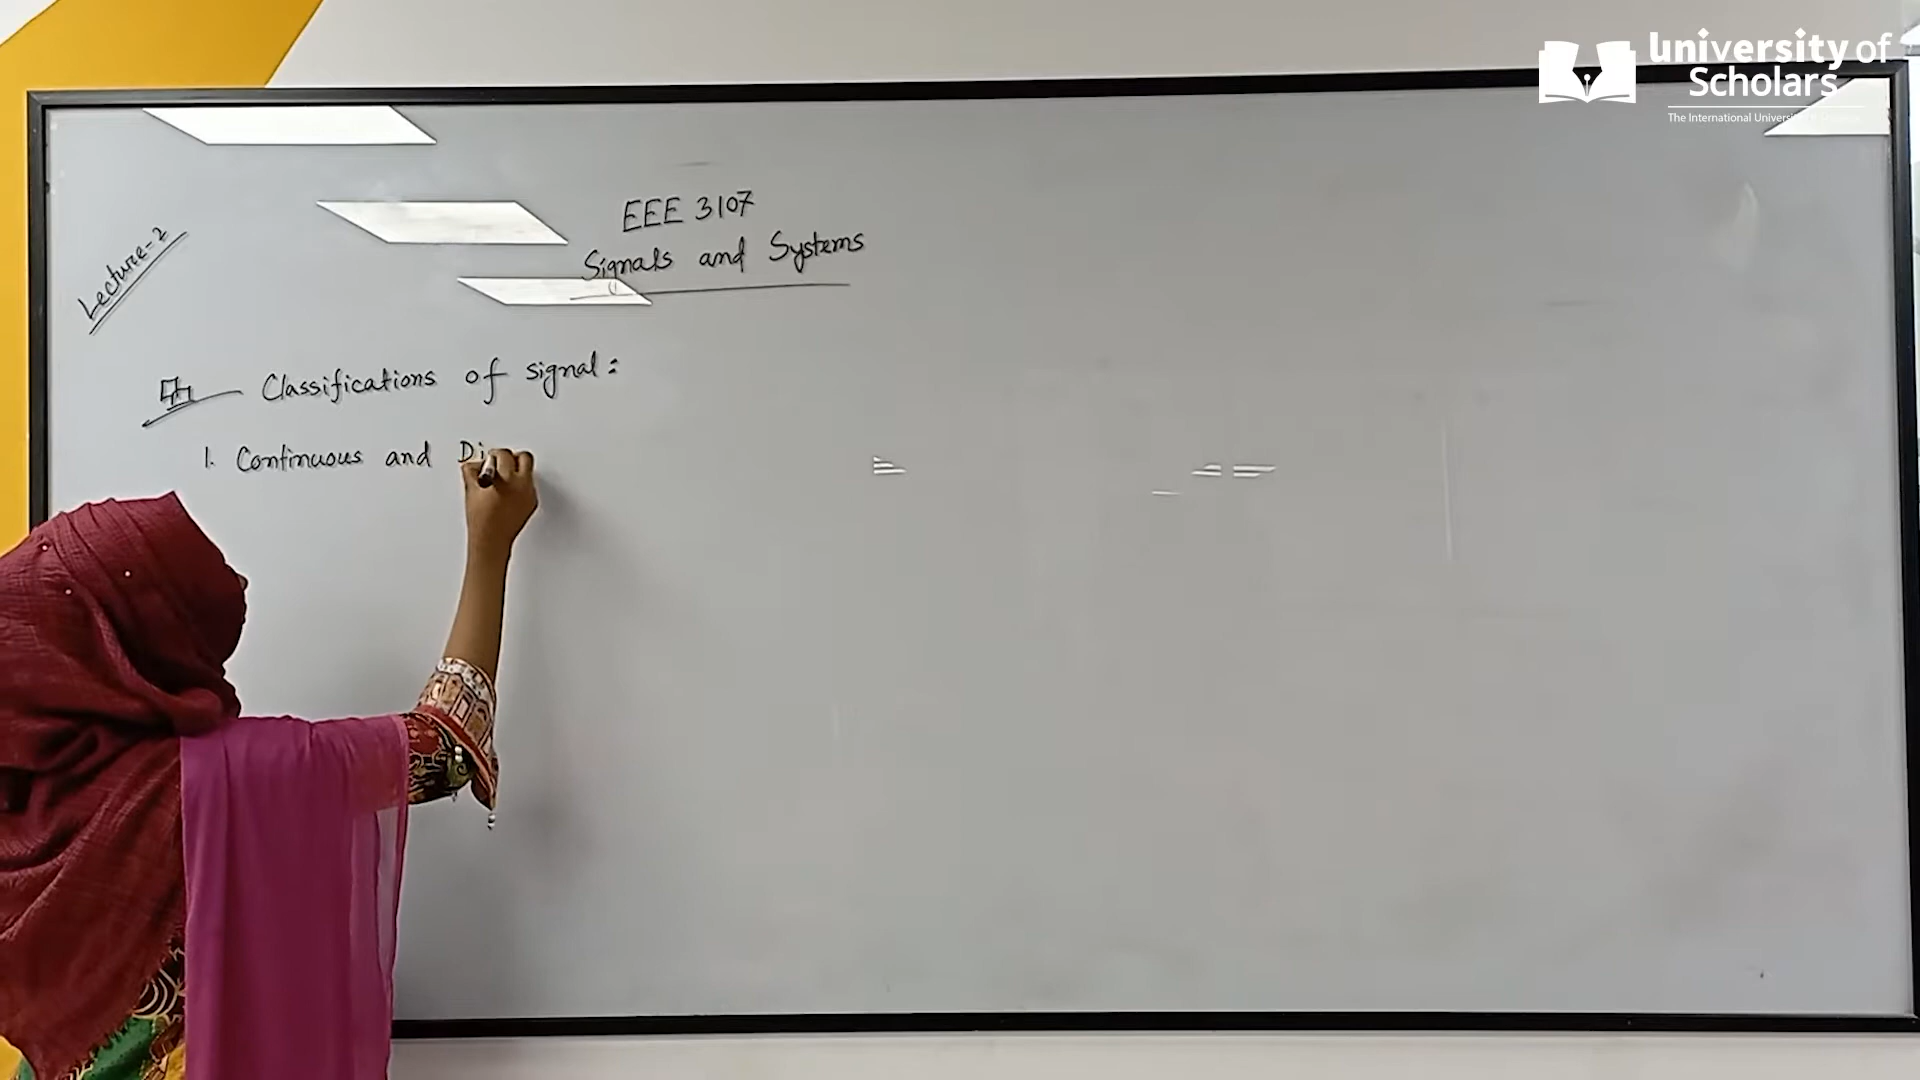 University of
Scholars
EEE 3107
Signals and Systems
Lecture-2
Classifications of signal:
1. Continuous and Di